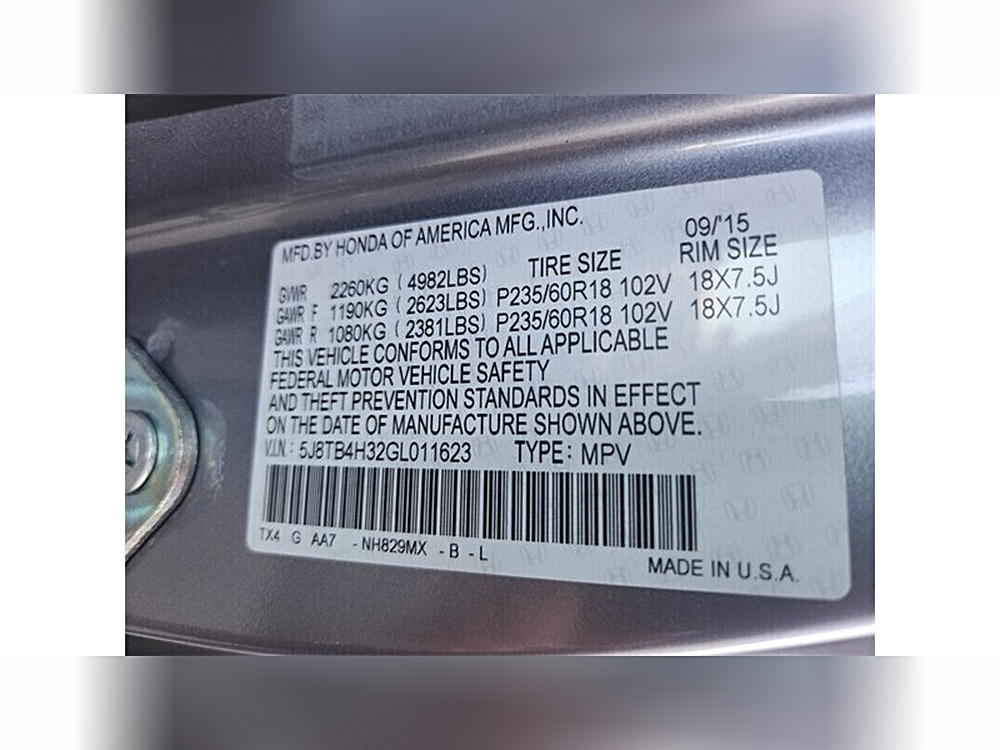 MFD.BY HONDA OF AMERICA MFG.,INC. 09/'15
GVWR 2260KG ( 4982LBS) TIRE SIZE RIM SIZE
GAWR F 1190KG ( 2623LBS) P235/60R18 102V 18X7.5J
GAWR R 1080KG ( 2381LBS) P235/60R18 102V 18X7.5J
THIS VEHICLE CONFORMS TO ALL APPLICABLE
FEDERAL MOTOR VEHICLE SAFETY
AND THEFT PREVENTION STANDARDS IN EFFECT
ON THE DATE OF MANUFACTURE SHOWN ABOVE.
V.I.N.: 5J8TB4H32GL011623 TYPE: MPV
TX4 G AA7 -NH829MX -B -L
MADE IN U.S.A.